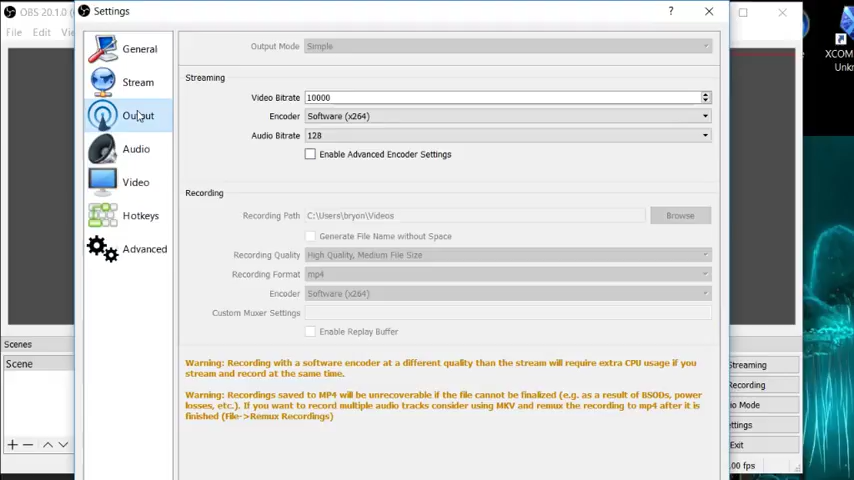 OBS 20.1.0 (
Settings
?
File Edit Vi
General
Stream
Output
Audio
Video
Hotkeys
Advanced
Output Mode Simple
Streaming
Video Bitrate 10000
Encoder Software (x264)
Audio Bitrate 128
Enable Advanced Encoder Settings
Recording
Recording Path C:\Users\bryon\Videos Browse
Generate File Name without Space
Recording Quality High Quality, Medium File Size
Recording Format mp4
Encoder Software (x264)
Custom Muxer Settings
Enable Replay Buffer
Warning: Recording with a software encoder at a different quality than the stream will require extra CPU usage if you
stream and record at the same time.
Warning: Recordings saved to MP4 will be unrecoverable if the file cannot be finalized (e.g. as a result of BSODs, power
losses, etc.). If you want to record multiple audio tracks consider using MKV and remux the recording to mp4 after it is
finished (File->Remux Recordings)
Scenes
Scene
Streaming
Recording
io Mode
ettings
Exit
00 fps
XCOM
Unkn